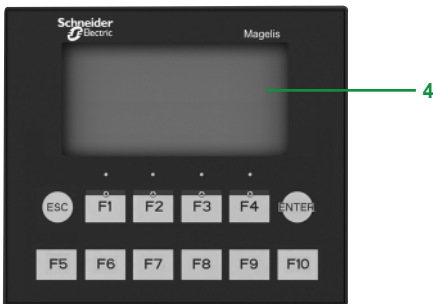 Schneider
Electric
Magelis
4
ESC F1 F2 F3 F4 ENTER
F5 F6 F7 F8 F9 F10